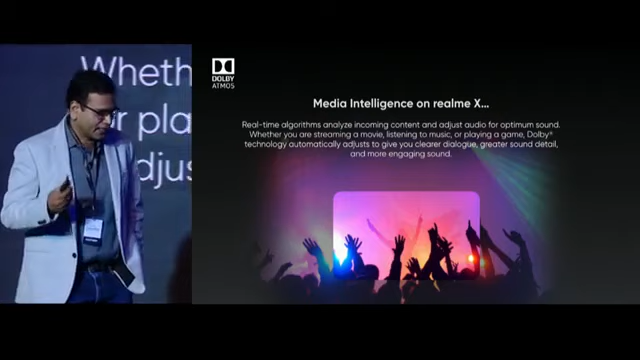 Wheth
r pla
djus
DOLBY
ATMOS
Media Intelligence on realme X...
Real-time algorithms analyze incoming content and adjust audio for optimum sound.
Whether you are streaming a movie, listening to music, or playing a game, Dolby®
technology automatically adjusts to give you clearer dialogue, greater sound detail,
and more engaging sound.